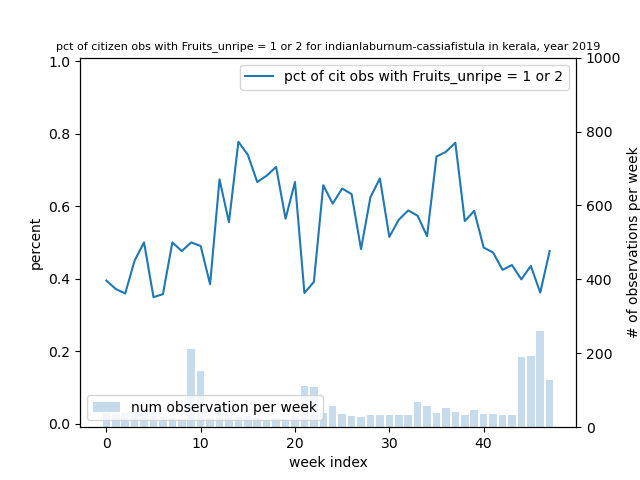 pct of citizen obs with Fruits_unripe = 1 or 2 for indianlaburnum-cassiafistula in kerala, year 2019
pct of cit obs with Fruits_unripe = 1 or 2
num observation per week
percent
1.0
0.8
0.6
0.4
0.2
0.0
0
10
20
30
40
week index
1000
800
600
400
200
0
# of observations per week